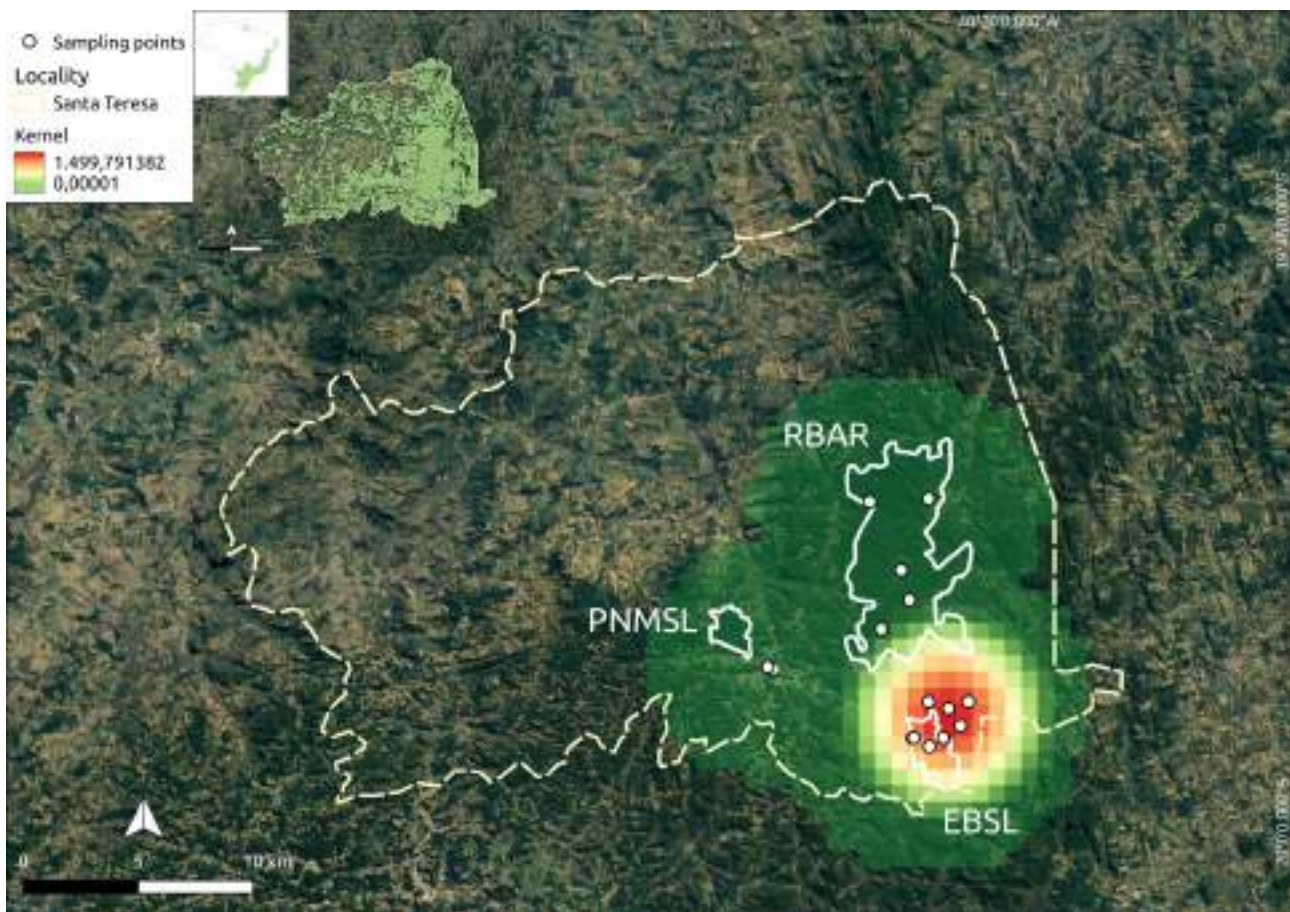 Sampling points
Locality
Santa Teresa
Kernel
1.499,791382
0,00001
RBAR
PNMSL
EBSL
0
5
10 km